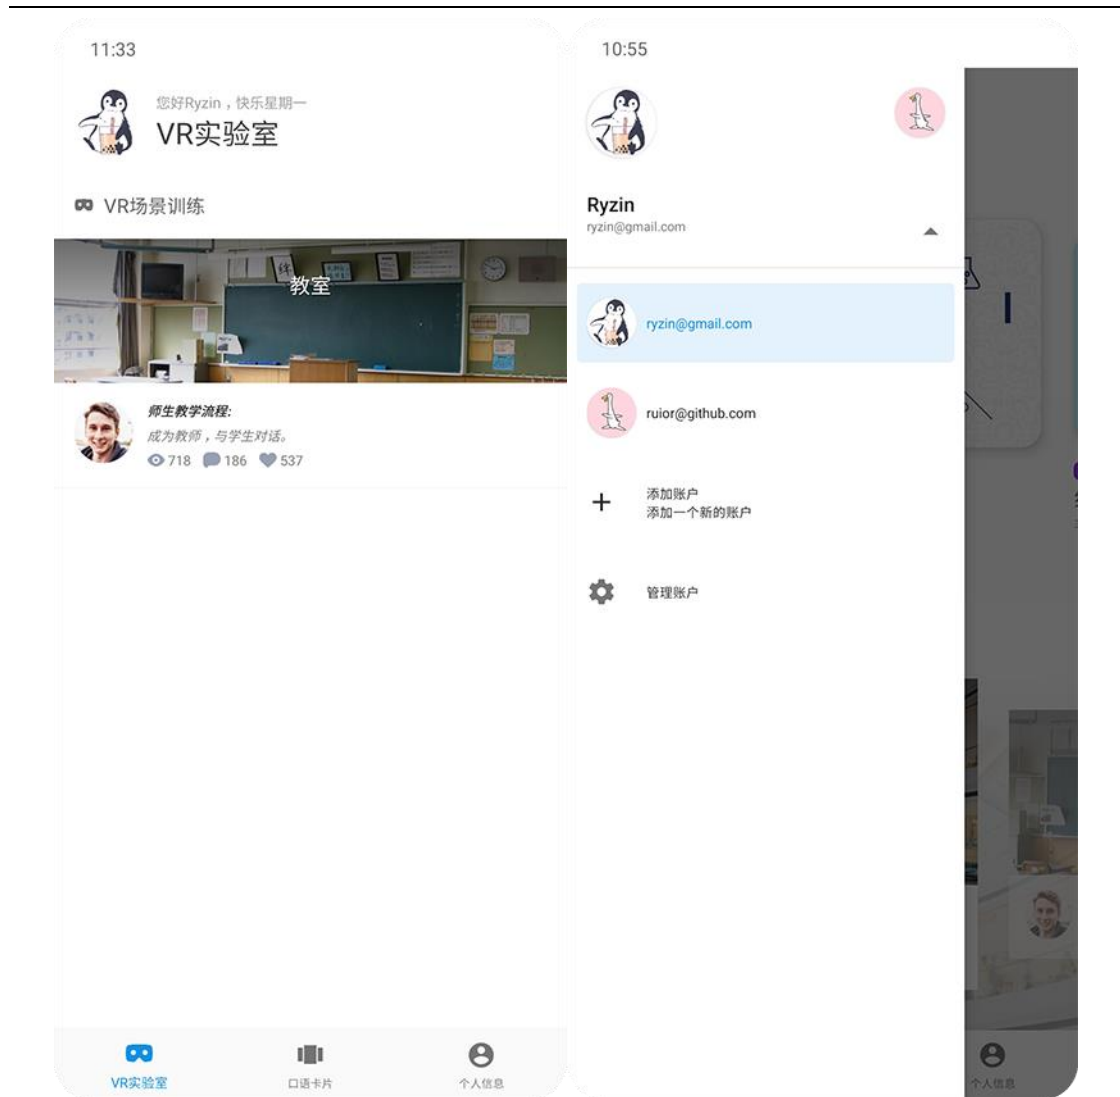 11:33
您好Ryzin，快乐星期一
VR实验室
VR场景训练
教室
师生教学流程:
成为教师，与学生对话。
718 186 537
VR实验室
口语卡片
个人信息
10:55
Ryzin
ryzin@gmail.com
ryzin@gmail.com
ruior@github.com
添加账户
添加一个新的账户
管理账户
个人信息